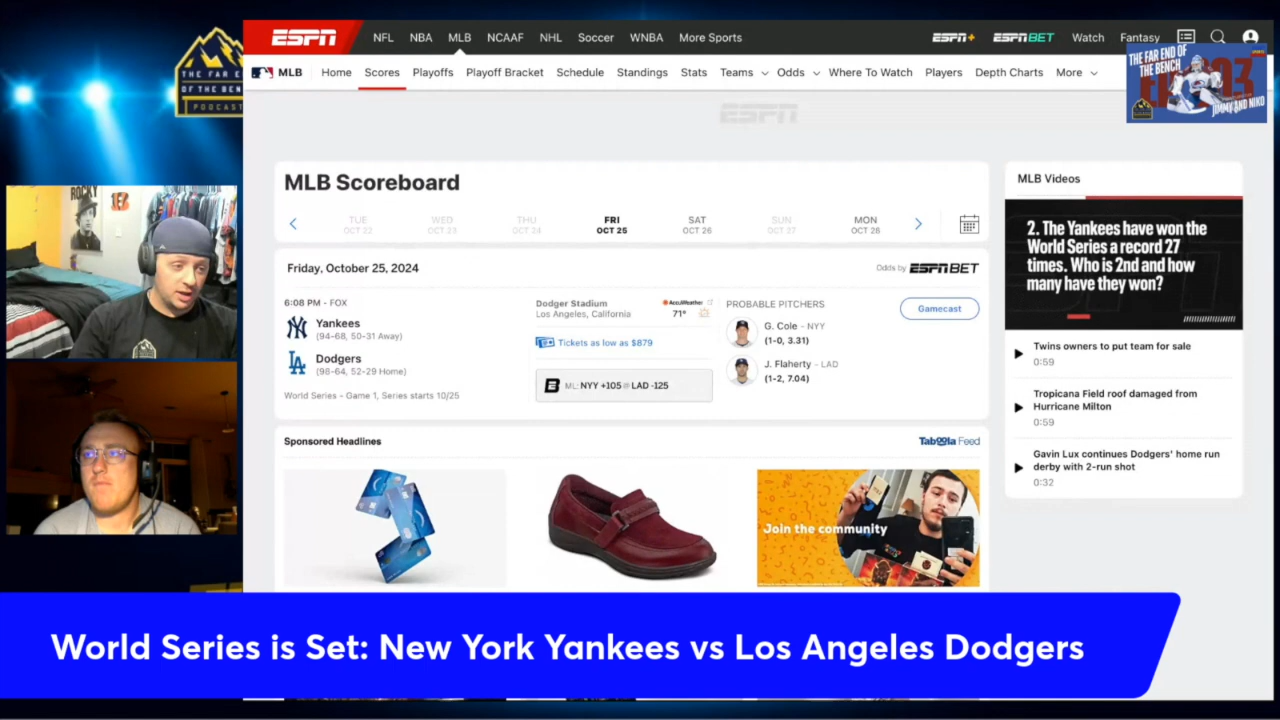 THE FAR E
OF THE BEN
PODCAST
ROCKY
ESPN
NFL NBA MLB NCAAF NHL Soccer WNBA More Sports
ESPN+ ESPN BET Watch Fantasy
MLB Home Scores Playoffs Playoff Bracket Schedule Standings Stats Teams Odds Where To Watch Players Depth Charts More
THE FAR END OF
THE BENCH
JIMMY AND NIKO
ESPN
MLB Scoreboard
TUE WED THU FRI SAT SUN MON
OCT 22 OCT 23 OCT 24 OCT 25 OCT 26 OCT 27 OCT 28
Friday, October 25, 2024
Odds by ESPN BET
6:08 PM - FOX
Yankees
(94-68, 50-31 Away)
Dodgers
(98-64, 52-29 Home)
World Series - Game 1, Series starts 10/25
Dodger Stadium
Los Angeles, California
AccuWeather
71°
Tickets as low as $879
ML: NYY +105 LAD -125
PROBABLE PITCHERS
G. Cole - NYY
(1-0, 3.31)
J. Flaherty - LAD
(1-2, 7.04)
Gamecast
Sponsored Headlines
Taboola Feed
Join the community
MLB Videos
2. The Yankees have won the
World Series a record 27
times. Who is 2nd and how
many have they won?
Twins owners to put team for sale
0:59
Tropicana Field roof damaged from
Hurricane Milton
0:59
Gavin Lux continues Dodgers' home run
derby with 2-run shot
0:32
World Series is Set: New York Yankees vs Los Angeles Dodgers